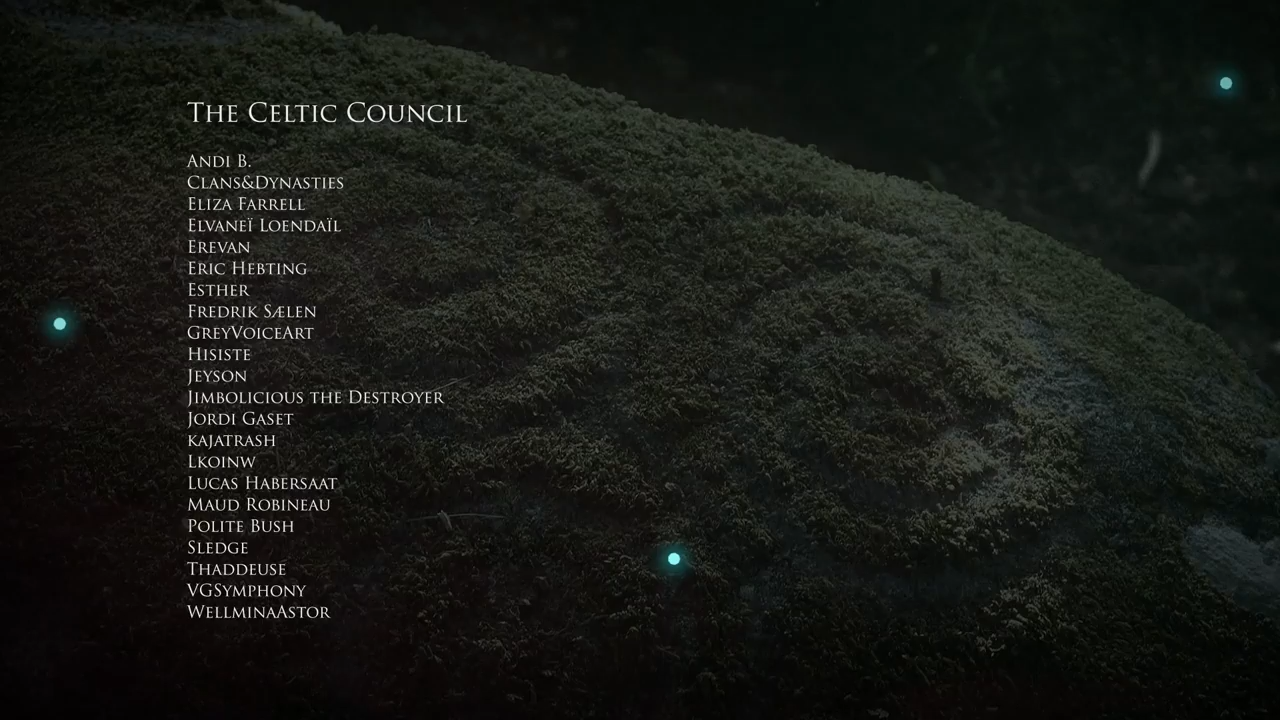 The Celtic Council
Andi B.
Clans&Dynasties
Eliza Farrell
Elvaneï Loendaïl
Erevan
Eric Hebting
Esther
Fredrik Sælen
GreyVoiceArt
Hisiste
Jeyson
Jimbolicious the Destroyer
Jordi Gaset
kajatrash
Lkoinw
Lucas Habersaat
Maud Robineau
Polite Bush
Sledge
Thaddeuse
VGSymphony
WellminaAstor